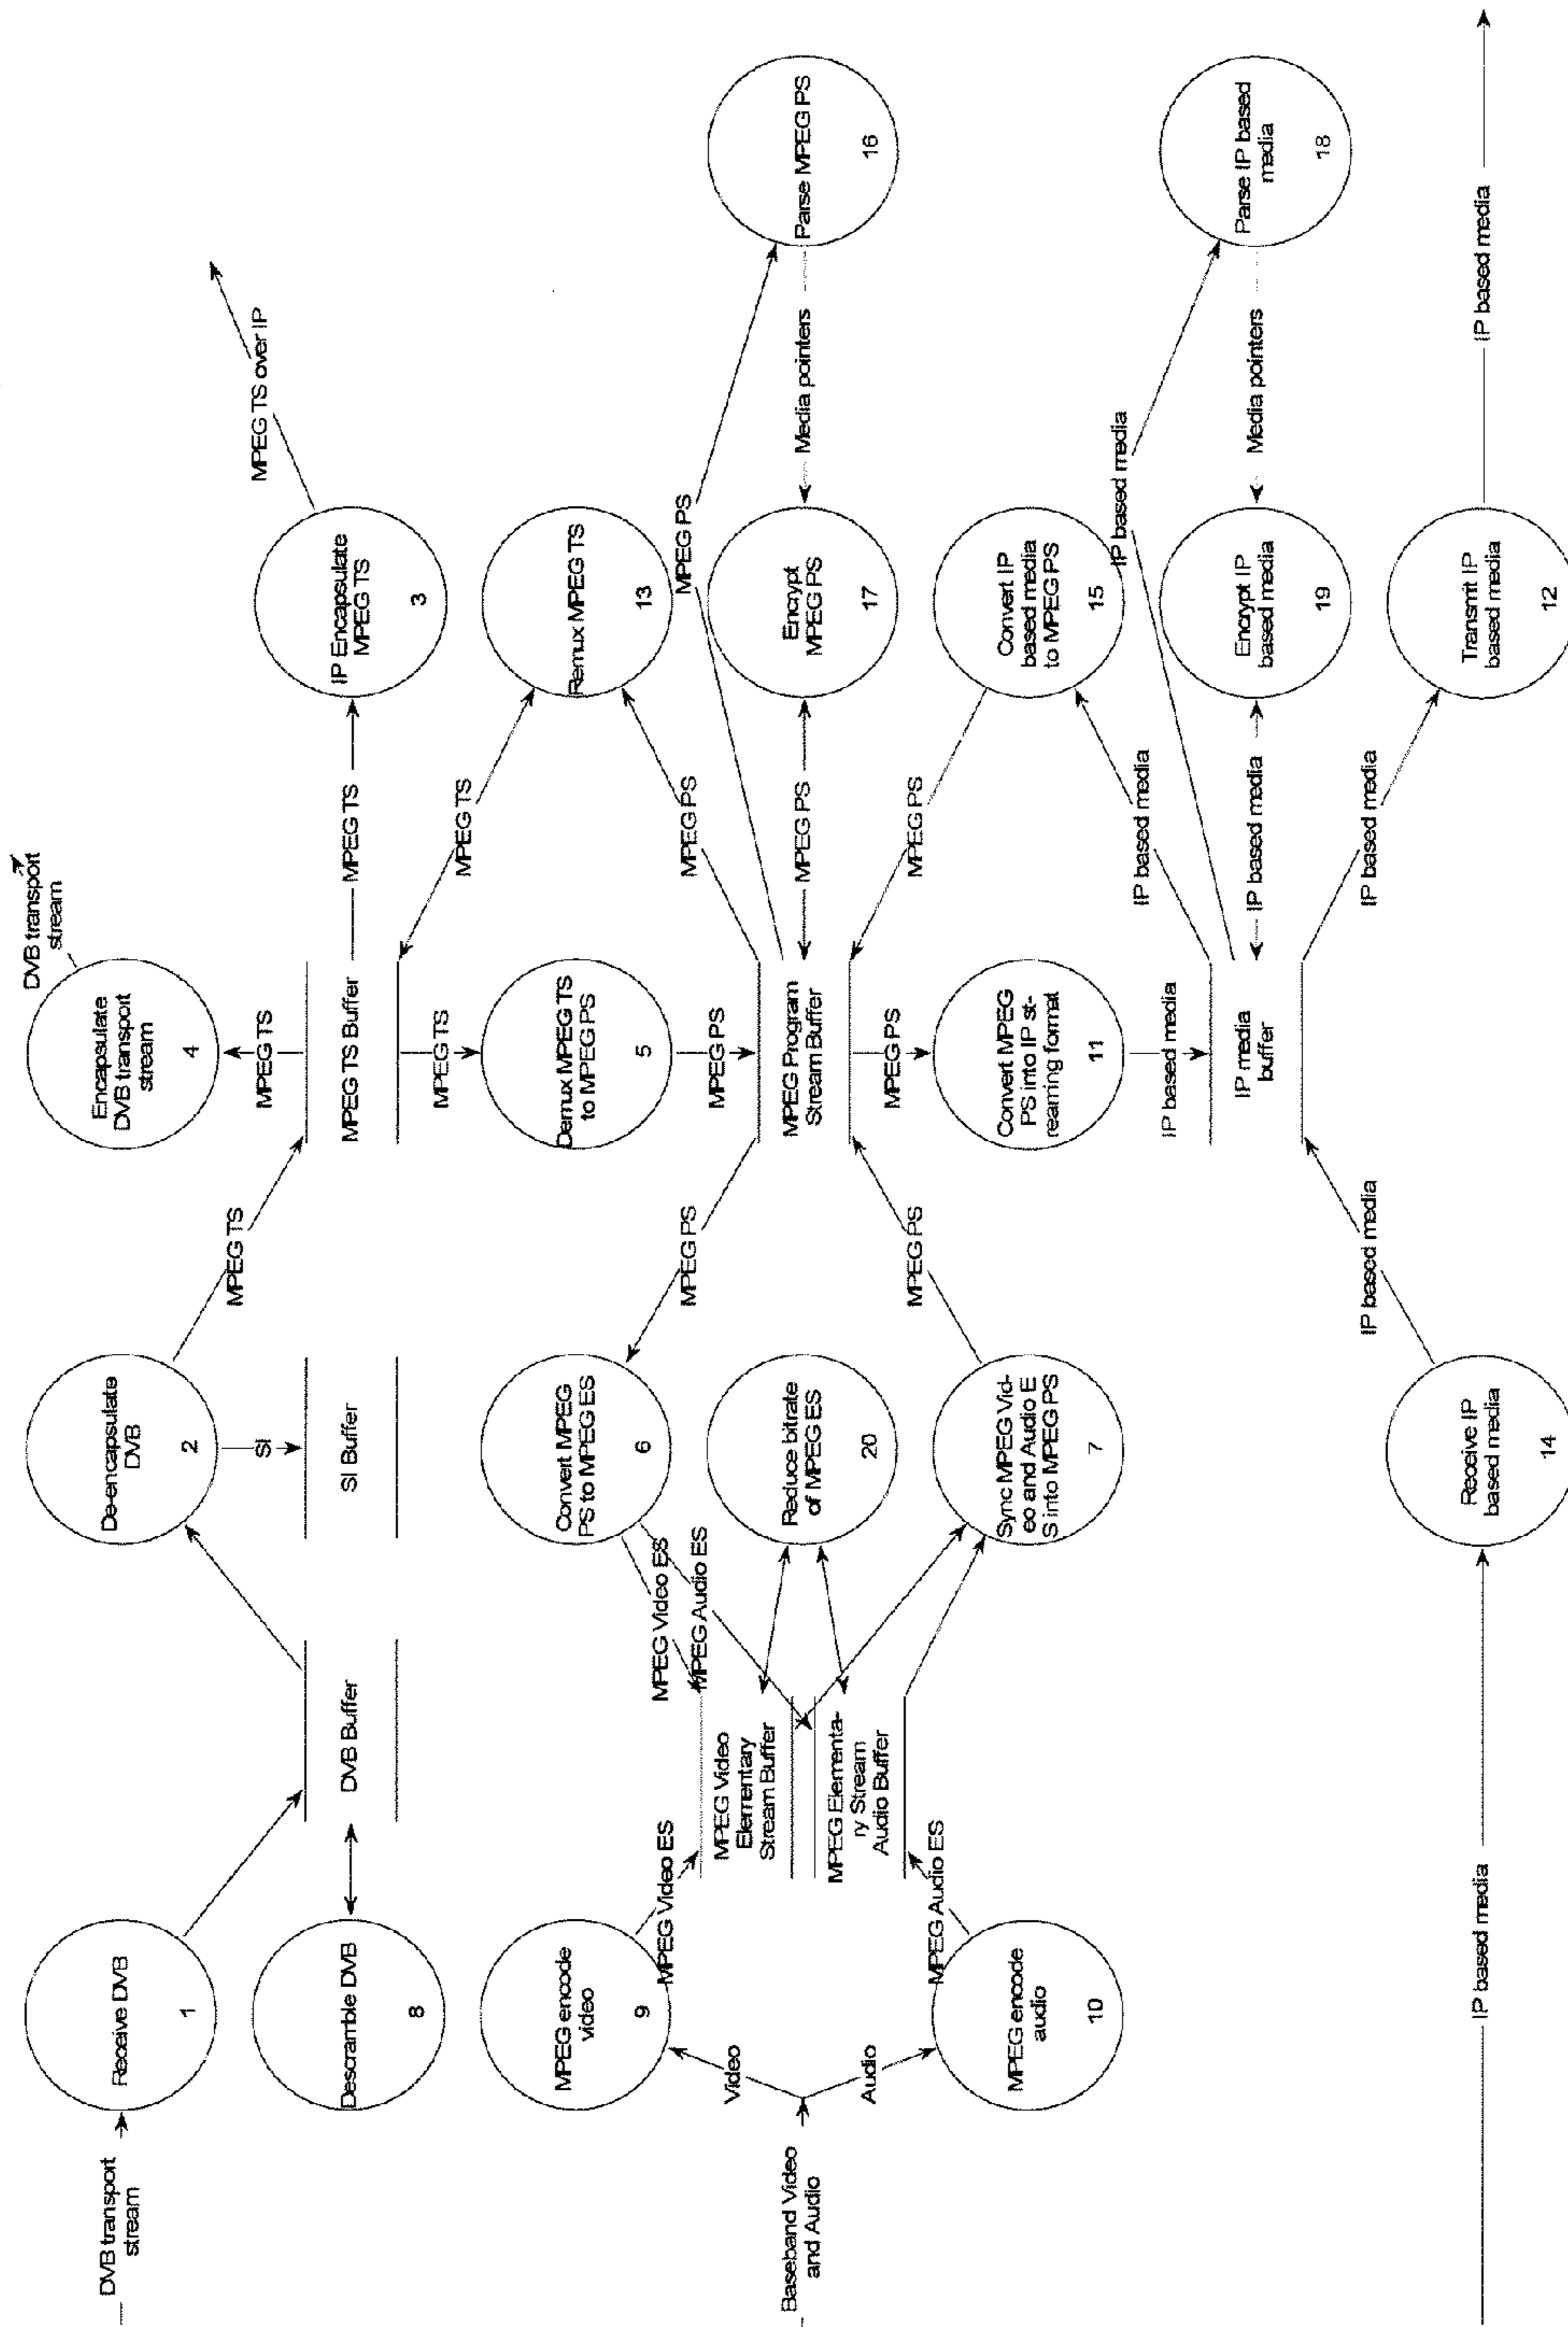 DVB transport
stream
Receive DVB
1
De-encapsulate
DVB
2
Encapsulate
DVB transport
stream
4
DVB transport
stream
SI
MPEG TS
MPEG TS
Descramble DVB
8
DVB Buffer
SI Buffer
MPEG TS Buffer
MPEG TS
IP Encapsulate
MPEG TS
3
MPEG TS over IP
MPEG TS
MPEG TS
MPEG encode
video
9
Convert MPEG
PS to MPEG ES
6
Demux MPEG TS
to MPEG PS
5
Remux MPEG TS
13
MPEG Video ES
MPEG Video ES
MPEG Audio ES
MPEG PS
MPEG PS
MPEG PS
MPEG PS
Video
Baseband Video
and Audio
Audio
MPEG Video
Elementary
Stream Buffer
MPEG Elementa-
ry Stream
Audio Buffer
Reduce bitrate
of MPEG ES
20
MPEG Program
Stream Buffer
MPEG PS
Encrypt
MPEG PS
17
Media pointers
Parse MPEG PS
16
MPEG Audio ES
MPEG PS
MPEG PS
MPEG PS
MPEG encode
audio
10
Sync MPEG Vid-
eo and Audio E
S into MPEG PS
7
Convert MPEG
PS into IP st-
reaming format
11
Convert IP
based media
to MPEG PS
15
IP based media
IP based media
IP based media
IP media
buffer
IP based media
Encrypt IP
based media
19
Media pointers
Parse IP based
media
18
IP based media
IP based media
IP based media
Receive IP
based media
14
Transmit IP
based media
12
IP based media